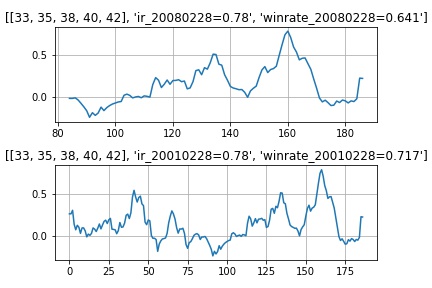 [[33, 35, 38, 40, 42], 'ir_20080228=0.78', 'winrate_20080228=0.641']
0.5
0.0
80 100 120 140 160 180
[[33, 35, 38, 40, 42], 'ir_20010228=0.78', 'winrate_20010228=0.717']
0.5
0.0
0 25 50 75 100 125 150 175